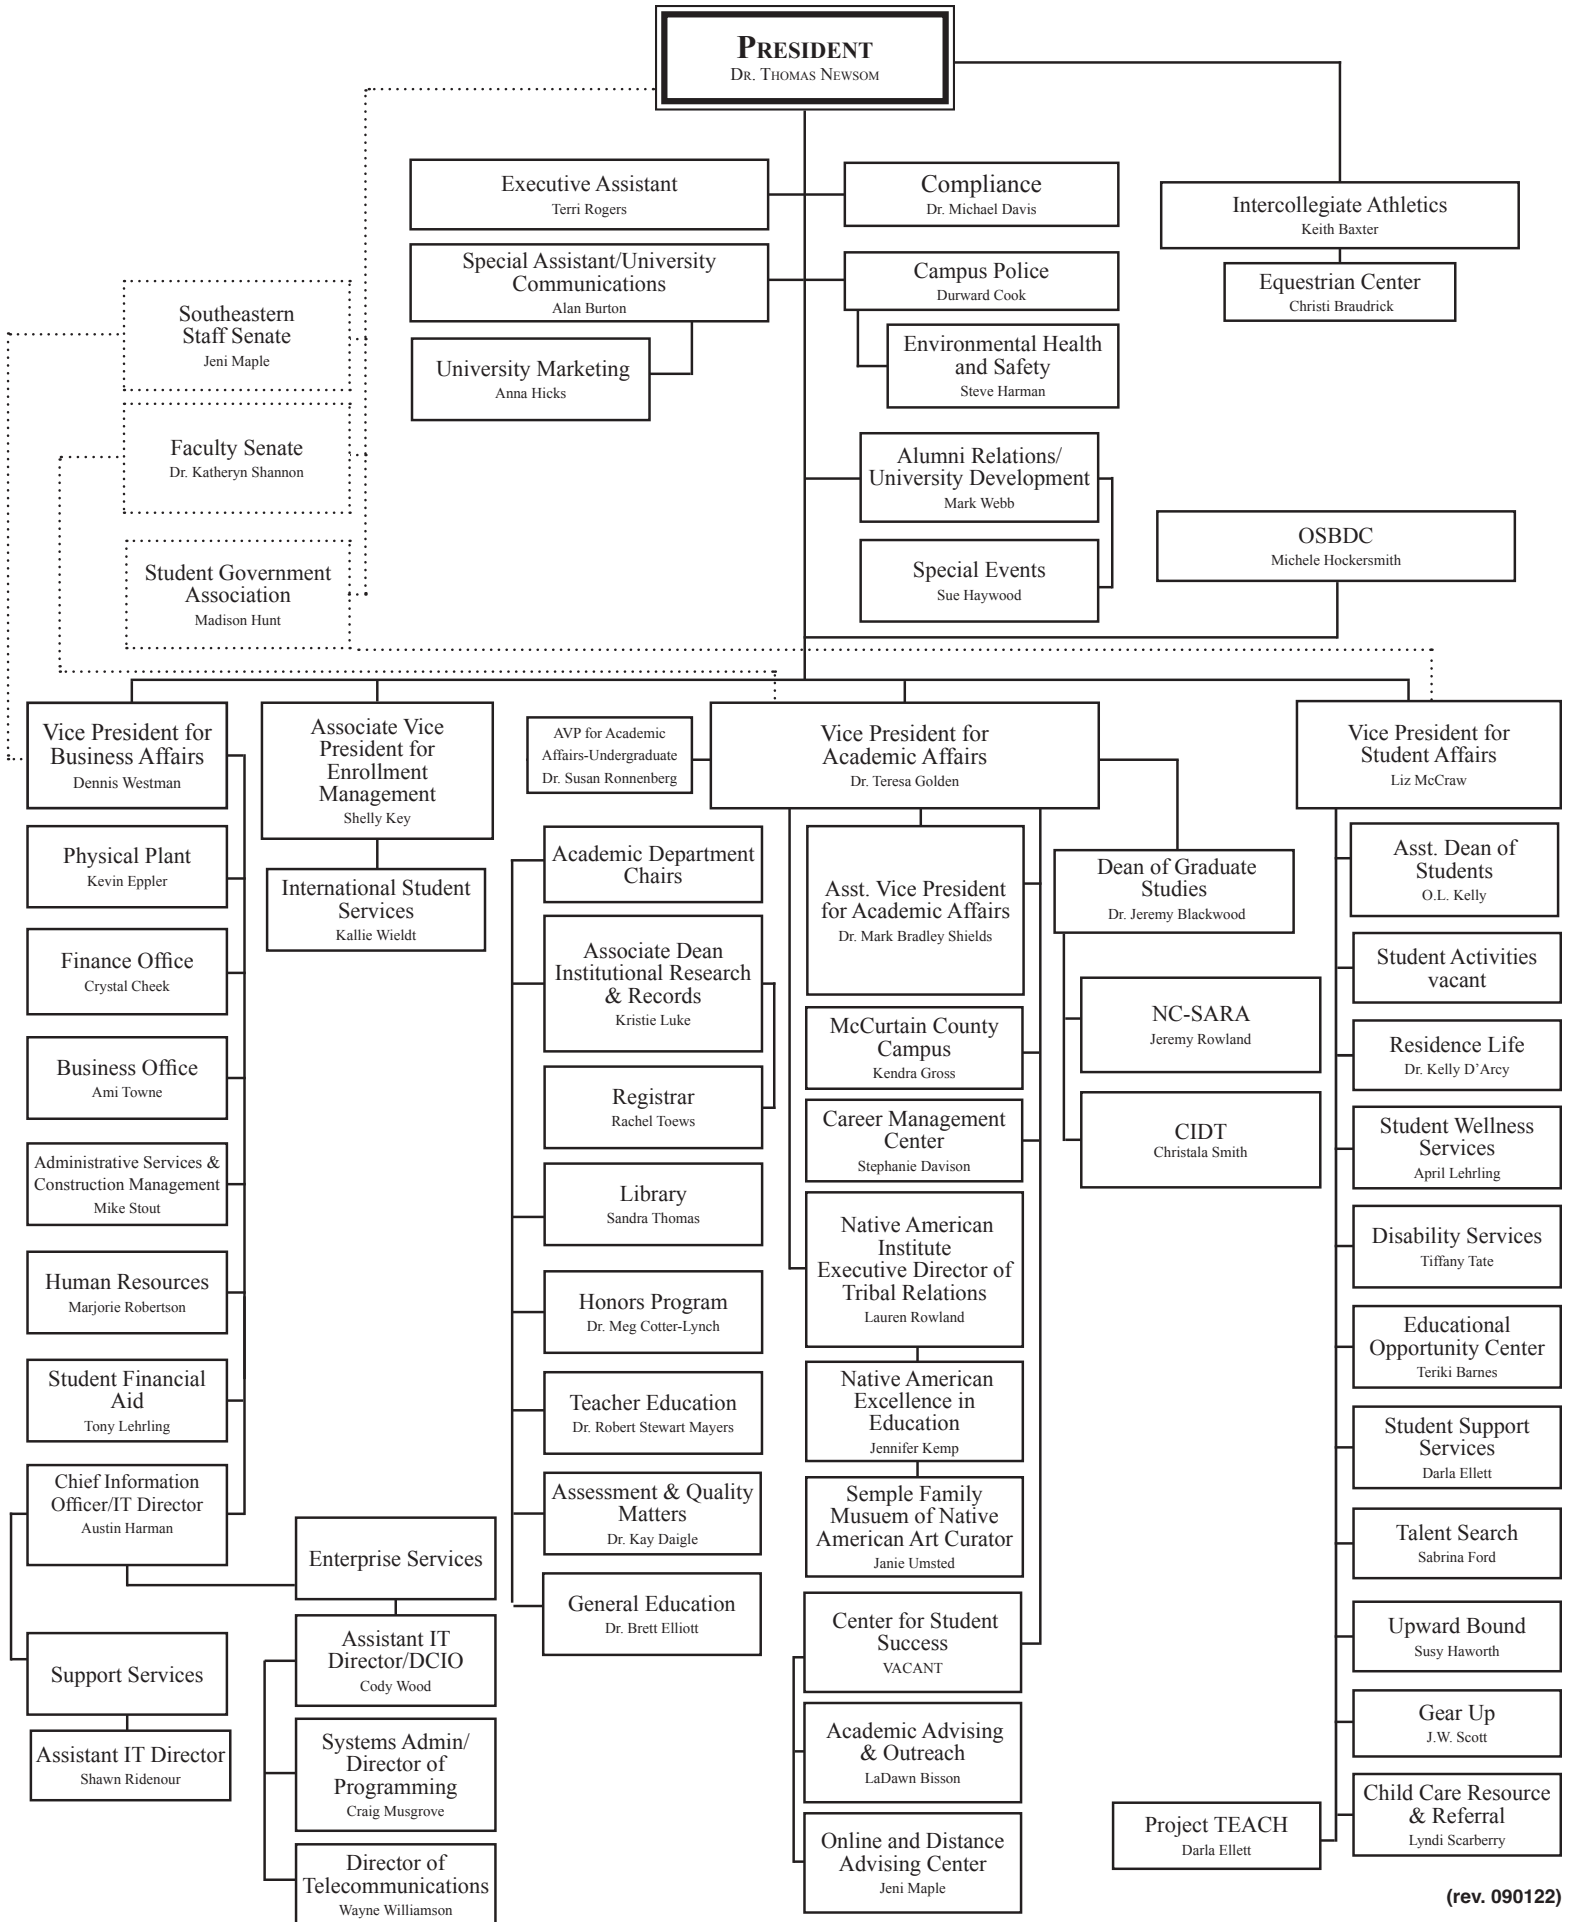 PRESIDENT
DR. THOMAS NEWSOM
Executive Assistant
Terri Rogers
Compliance
Dr. Michael Davis
Intercollegiate Athletics
Keith Baxter
Special Assistant/University
Communications
Alan Burton
Campus Police
Durward Cook
Equestrian Center
Christi Braudrick
Southeastern
Staff Senate
Jeni Maple
University Marketing
Anna Hicks
Environmental Health
and Safety
Steve Harman
Faculty Senate
Dr. Katheryn Shannon
Alumni Relations/
University Development
Mark Webb
OSBDC
Michele Hockersmith
Student Government
Association
Madison Hunt
Special Events
Sue Haywood
Vice President for
Business Affairs
Dennis Westman
Associate Vice
President for
Enrollment
Management
Shelly Key
AVP for Academic
Affairs-Undergraduate
Dr. Susan Ronnenberg
Vice President for
Academic Affairs
Dr. Teresa Golden
Vice President for
Student Affairs
Liz McCraw
Physical Plant
Kevin Eppler
Finance Office
Crystal Cheek
Business Office
Ami Towne
Administrative Services &
Construction Management
Mike Stout
Human Resources
Marjorie Robertson
Student Financial
Aid
Tony Lehrling
Chief Information
Officer/IT Director
Austin Harman
Support Services
Assistant IT Director
Shawn Ridenour
International Student
Services
Kallie Wieldt
Enterprise Services
Assistant IT
Director/DCIO
Cody Wood
Systems Admin/
Director of
Programming
Craig Musgrove
Director of
Telecommunications
Wayne Williamson
Academic Department
Chairs
Associate Dean
Institutional Research
& Records
Kristie Luke
Registrar
Rachel Toews
Library
Sandra Thomas
Honors Program
Dr. Meg Cotter-Lynch
Teacher Education
Dr. Robert Stewart Mayers
Assessment & Quality
Matters
Dr. Kay Daigle
General Education
Dr. Brett Elliott
Asst. Vice President
for Academic Affairs
Dr. Mark Bradley Shields
McCurtain County
Campus
Kendra Gross
Career Management
Center
Stephanie Davison
Native American
Institute
Executive Director of
Tribal Relations
Lauren Rowland
Native American
Excellence in
Education
Jennifer Kemp
Semple Family
Musuem of Native
American Art Curator
Janie Umsted
Center for Student
Success
VACANT
Academic Advising
& Outreach
LaDawn Bisson
Online and Distance
Advising Center
Jeni Maple
Dean of Graduate
Studies
Dr. Jeremy Blackwood
NC-SARA
Jeremy Rowland
CIDT
Christala Smith
Asst. Dean of
Students
O.L. Kelly
Student Activities
vacant
Residence Life
Dr. Kelly D’Arcy
Student Wellness
Services
April Lehrling
Disability Services
Tiffany Tate
Educational
Opportunity Center
Teriki Barnes
Student Support
Services
Darla Ellett
Talent Search
Sabrina Ford
Upward Bound
Susy Haworth
Gear Up
J.W. Scott
Child Care Resource
& Referral
Lyndi Scarberry
Project TEACH
Darla Ellett
(rev. 090122)